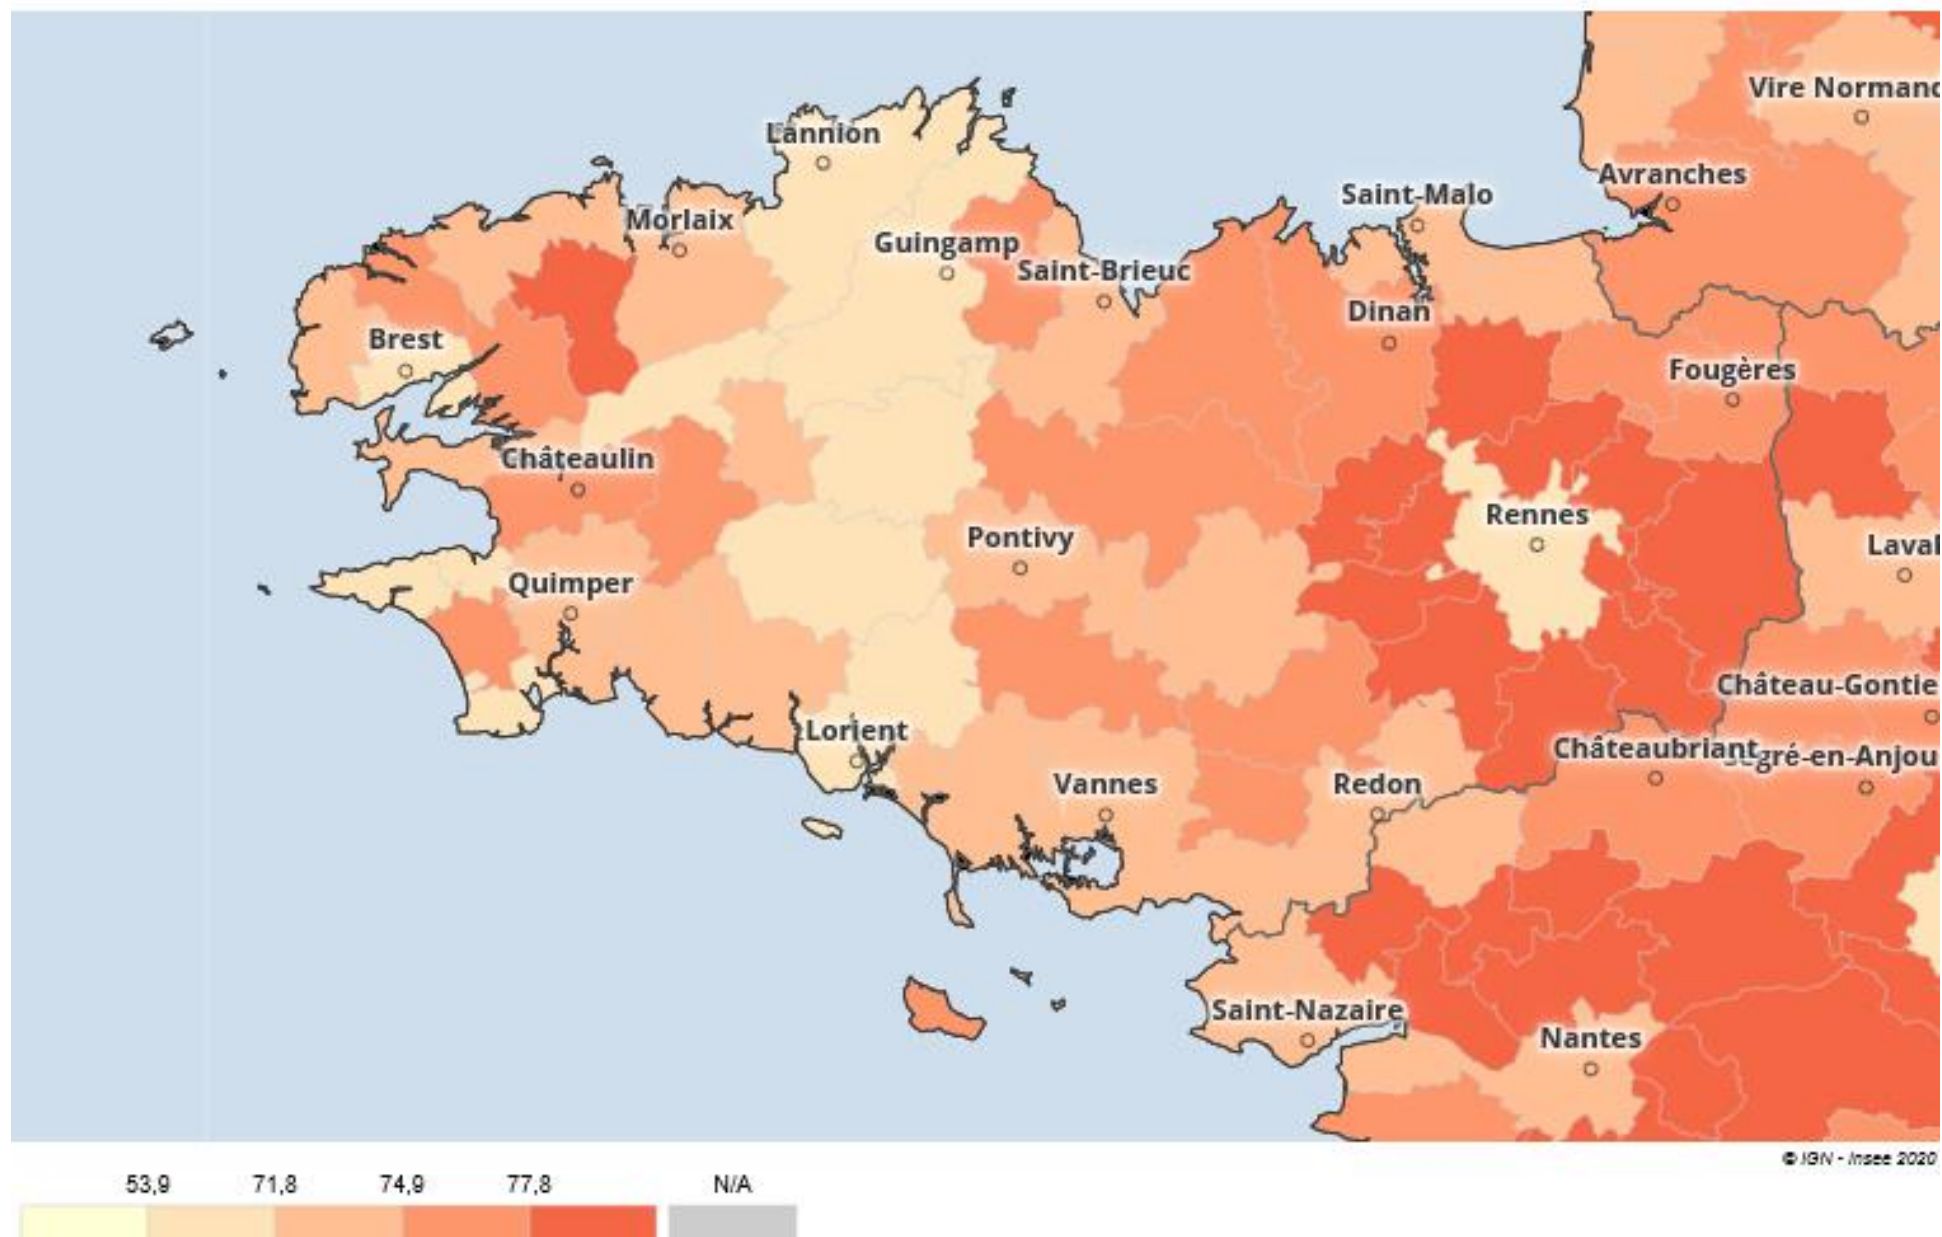 Vire Normand
Lannion
Avranches
Saint-Malo
Morlaix
Guingamp
Saint-Brieuc
Dinan
Brest
Fougères
Châteaulin
Rennes
Pontivy
Laval
Quimper
Château-Gontie
Lorient
Châteaubriant
gré-en-Anjou
Vannes
Redon
Saint-Nazaire
Nantes
© IGN - Insee 2020
53,9 71,8 74,9 77,8 N/A